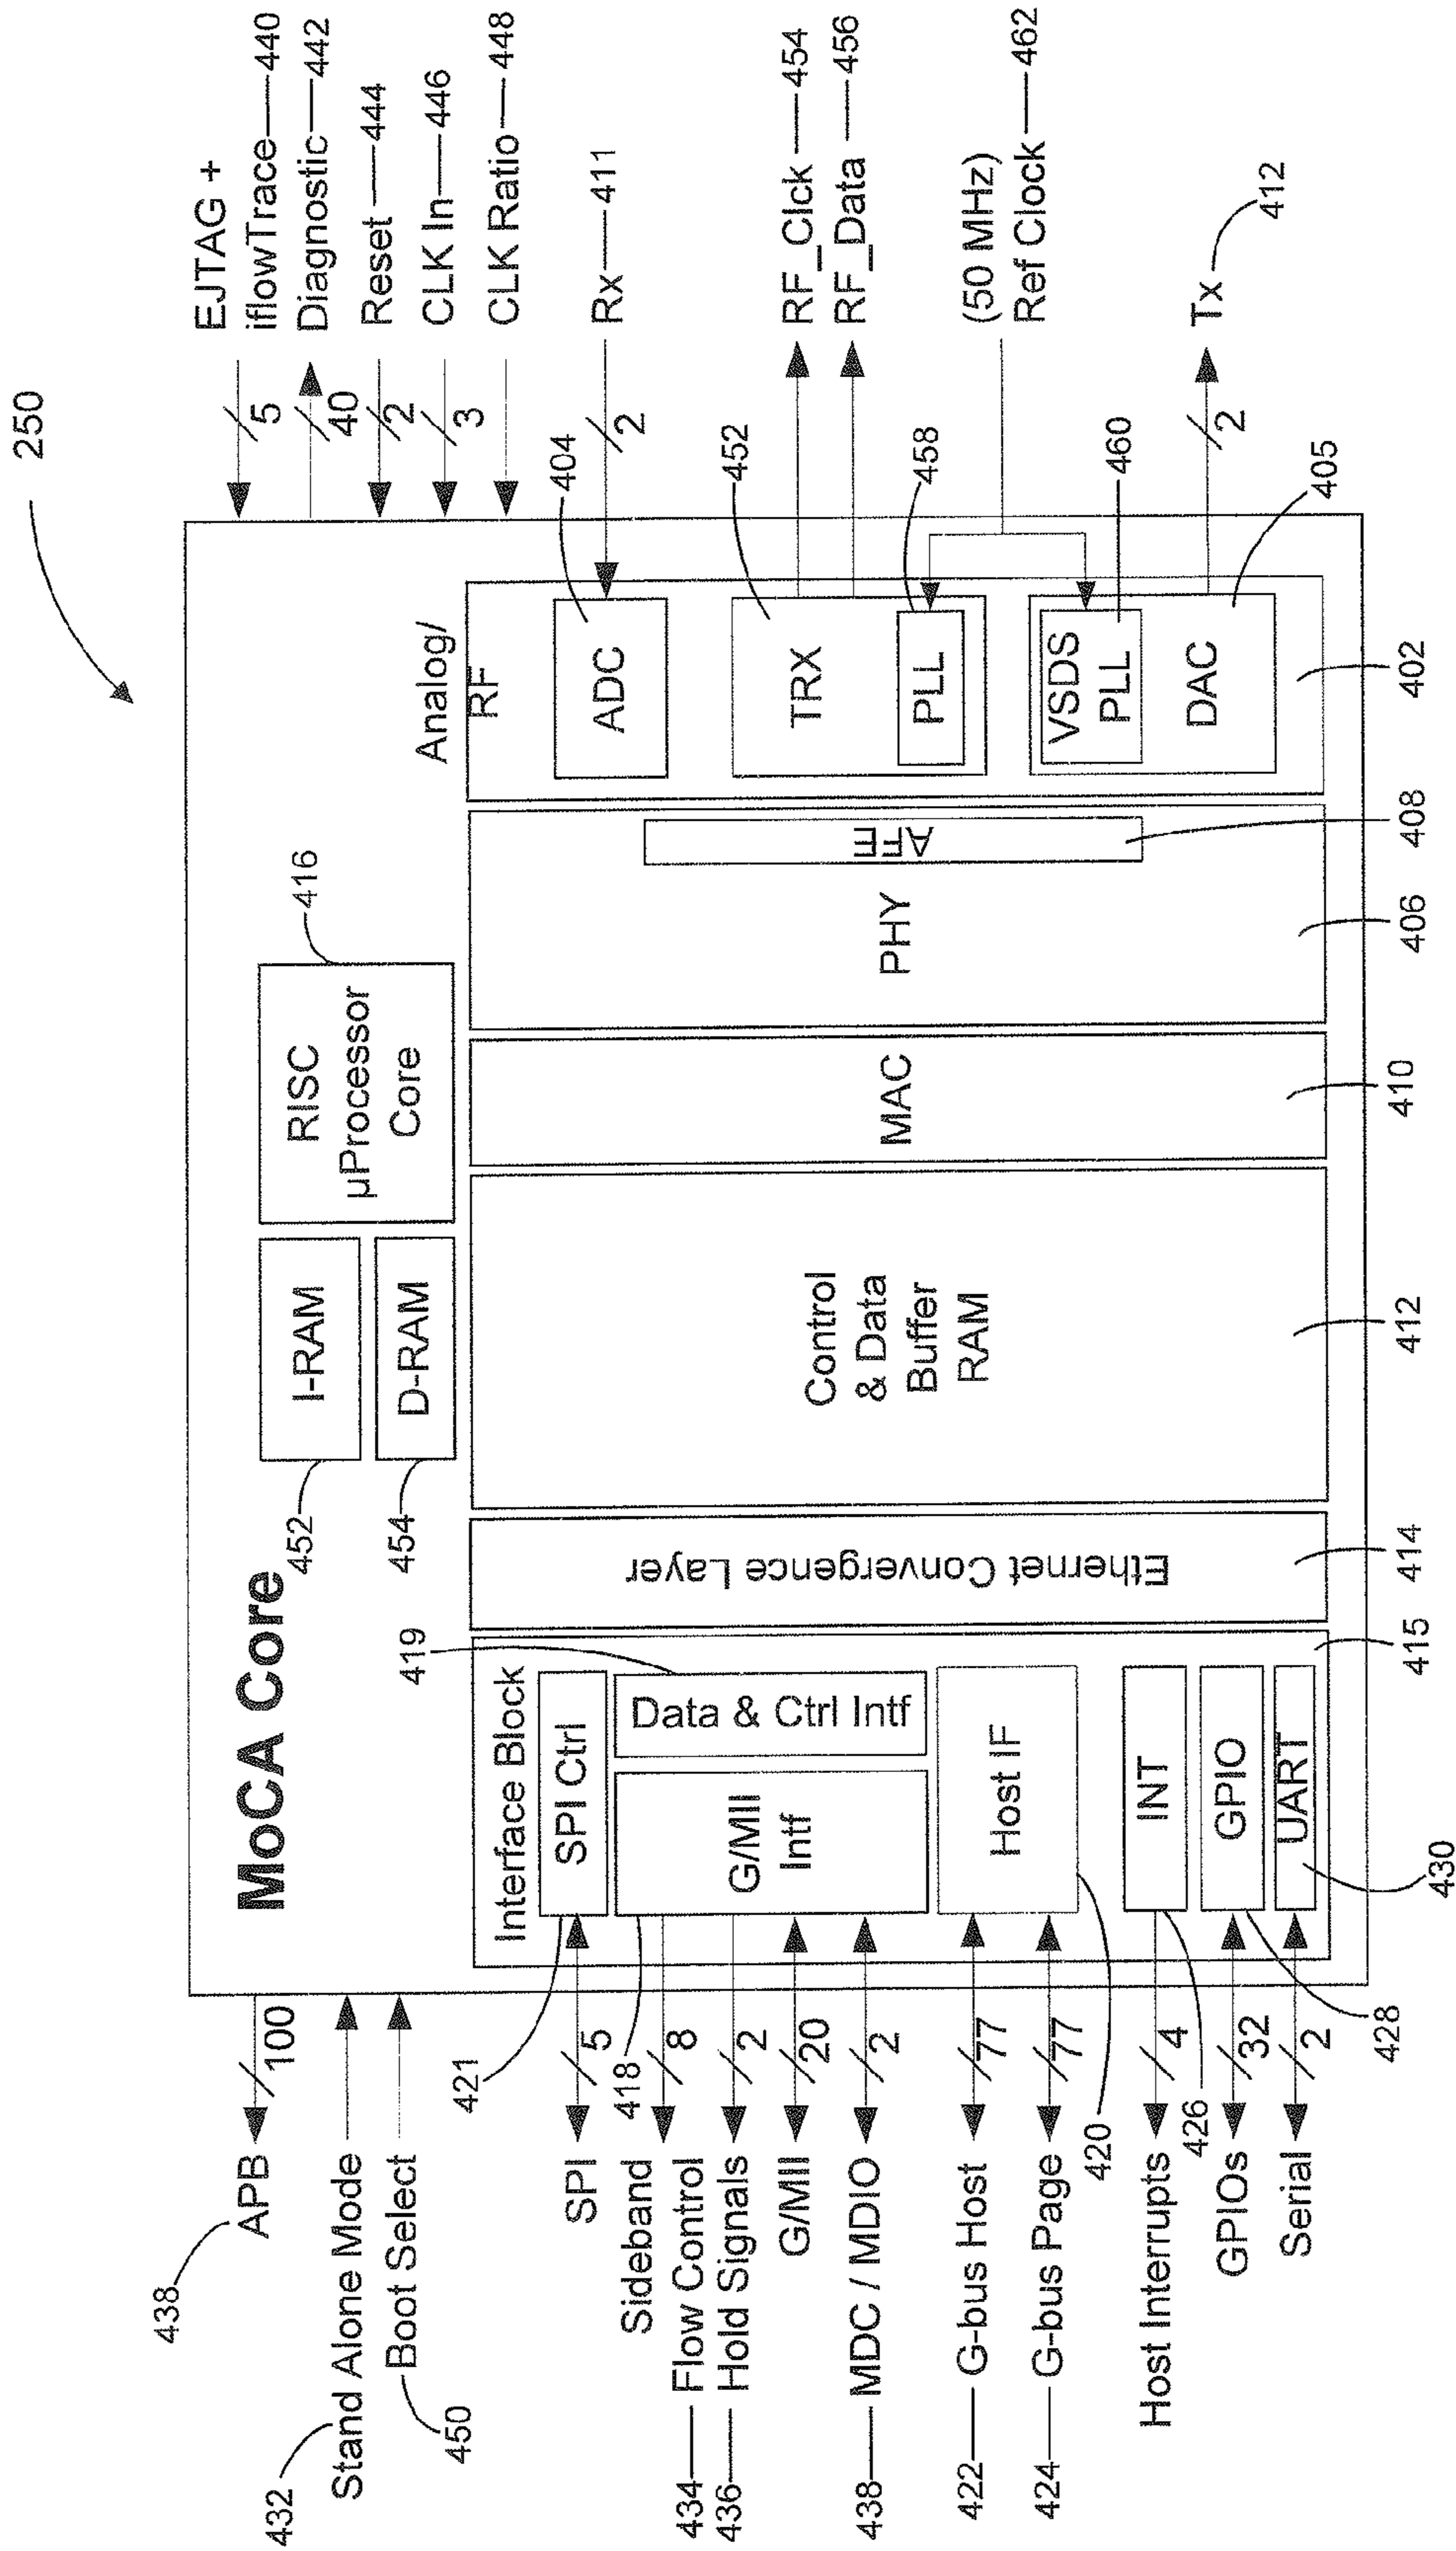 250
MoCA Core
438
APB
100
432
Stand Alone Mode
Boot Select
450
452
I-RAM
454
D-RAM
RISC
µProcessor
Core
416
EJTAG +
iflowTrace
440
5
Diagnostic
442
40
Reset
444
2
CLK In
446
3
CLK Ratio
448
Interface Block
421
SPI
5
SPI Ctrl
418
Sideband
434
Flow Control
8
436
Hold Signals
2
G/MII
20
438
MDC / MDIO
2
G/MII
Intf
419
Data & Ctrl Intf
422
G-bus Host
77
424
G-bus Page
77
420
Host IF
Host Interrupts
4
426
INT
GPIOs
32
428
GPIO
Serial
2
430
UART
415
Ethernet Convergence Layer
414
Control
& Data
Buffer
RAM
412
MAC
410
PHY
406
AFE
408
Analog/
RF
404
ADC
Rx
411
2
452
TRX
RF_Clck
454
RF_Data
456
458
PLL
(50 MHz)
Ref Clock
462
VSDS
PLL
460
DAC
405
402
Tx
412
2